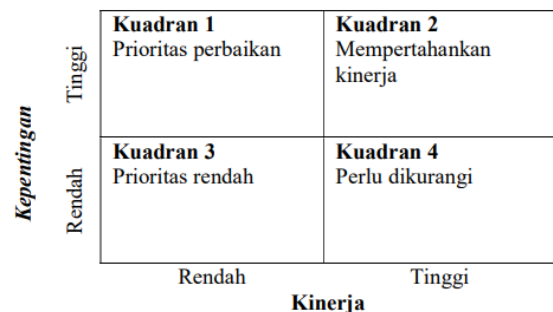 Kuadran 1
Prioritas perbaikan
Kuadran 2
Mempertahankan
kinerja
Tinggi
Kepentingan
Kuadran 3
Prioritas rendah
Kuadran 4
Perlu dikurangi
Rendah
Rendah
Tinggi
Kinerja